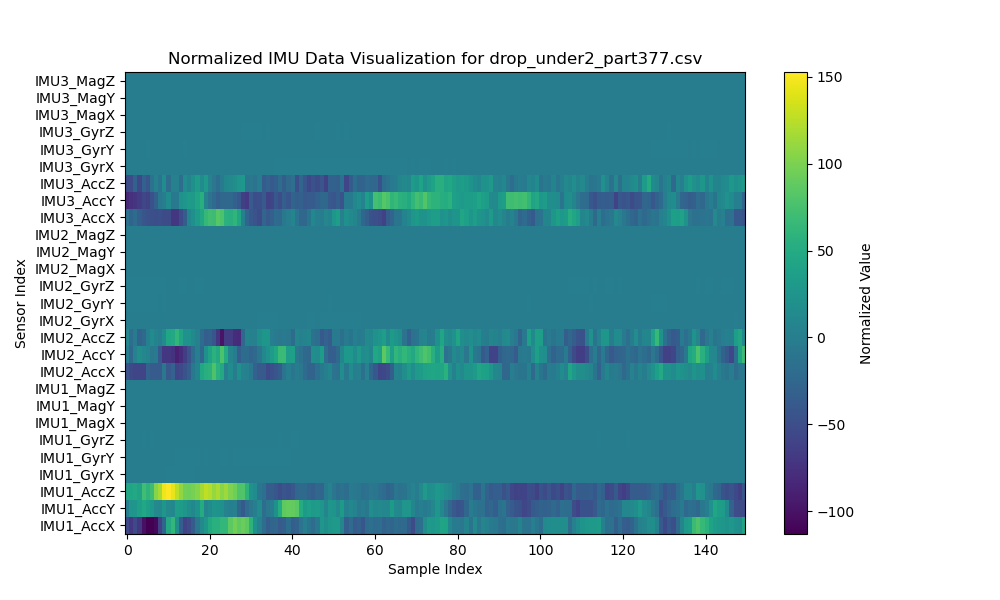 Normalized IMU Data Visualization for drop_under2_part377.csv
IMU3_MagZ
IMU3_MagY
IMU3_MagX
IMU3_GyrZ
IMU3_GyrY
IMU3_GyrX
IMU3_AccZ
IMU3_AccY
IMU3_AccX
IMU2_MagZ
IMU2_MagY
IMU2_MagX
IMU2_GyrZ
IMU2_GyrY
IMU2_GyrX
IMU2_AccZ
IMU2_AccY
IMU2_AccX
IMU1_MagZ
IMU1_MagY
IMU1_MagX
IMU1_GyrZ
IMU1_GyrY
IMU1_GyrX
IMU1_AccZ
IMU1_AccY
IMU1_AccX
Sensor Index
0 20 40 60 80 100 120 140
Sample Index
150
100
50
0
−50
−100
Normalized Value